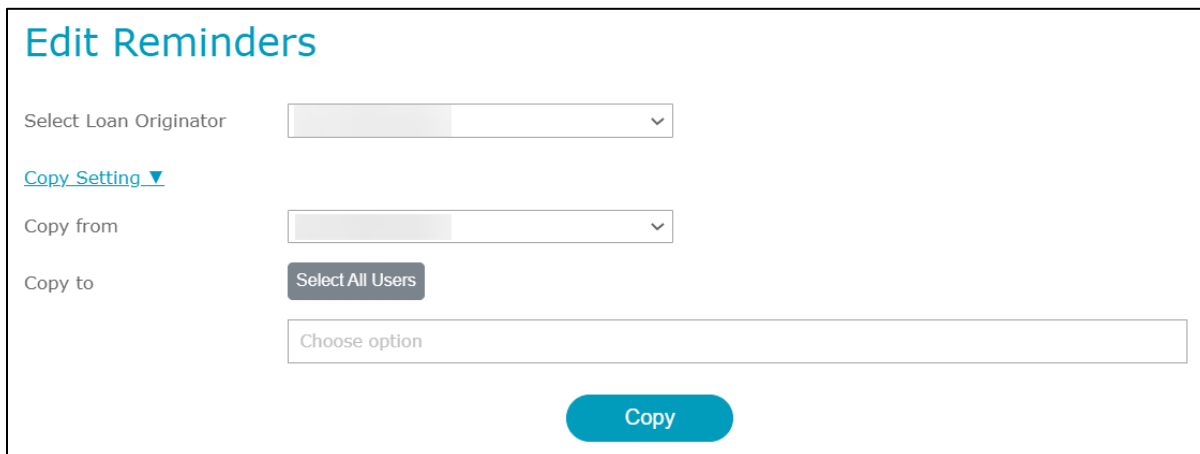 Edit Reminders
Select Loan Originator
Copy Setting ▼
Copy from
Copy to
Select All Users
Choose option
Copy